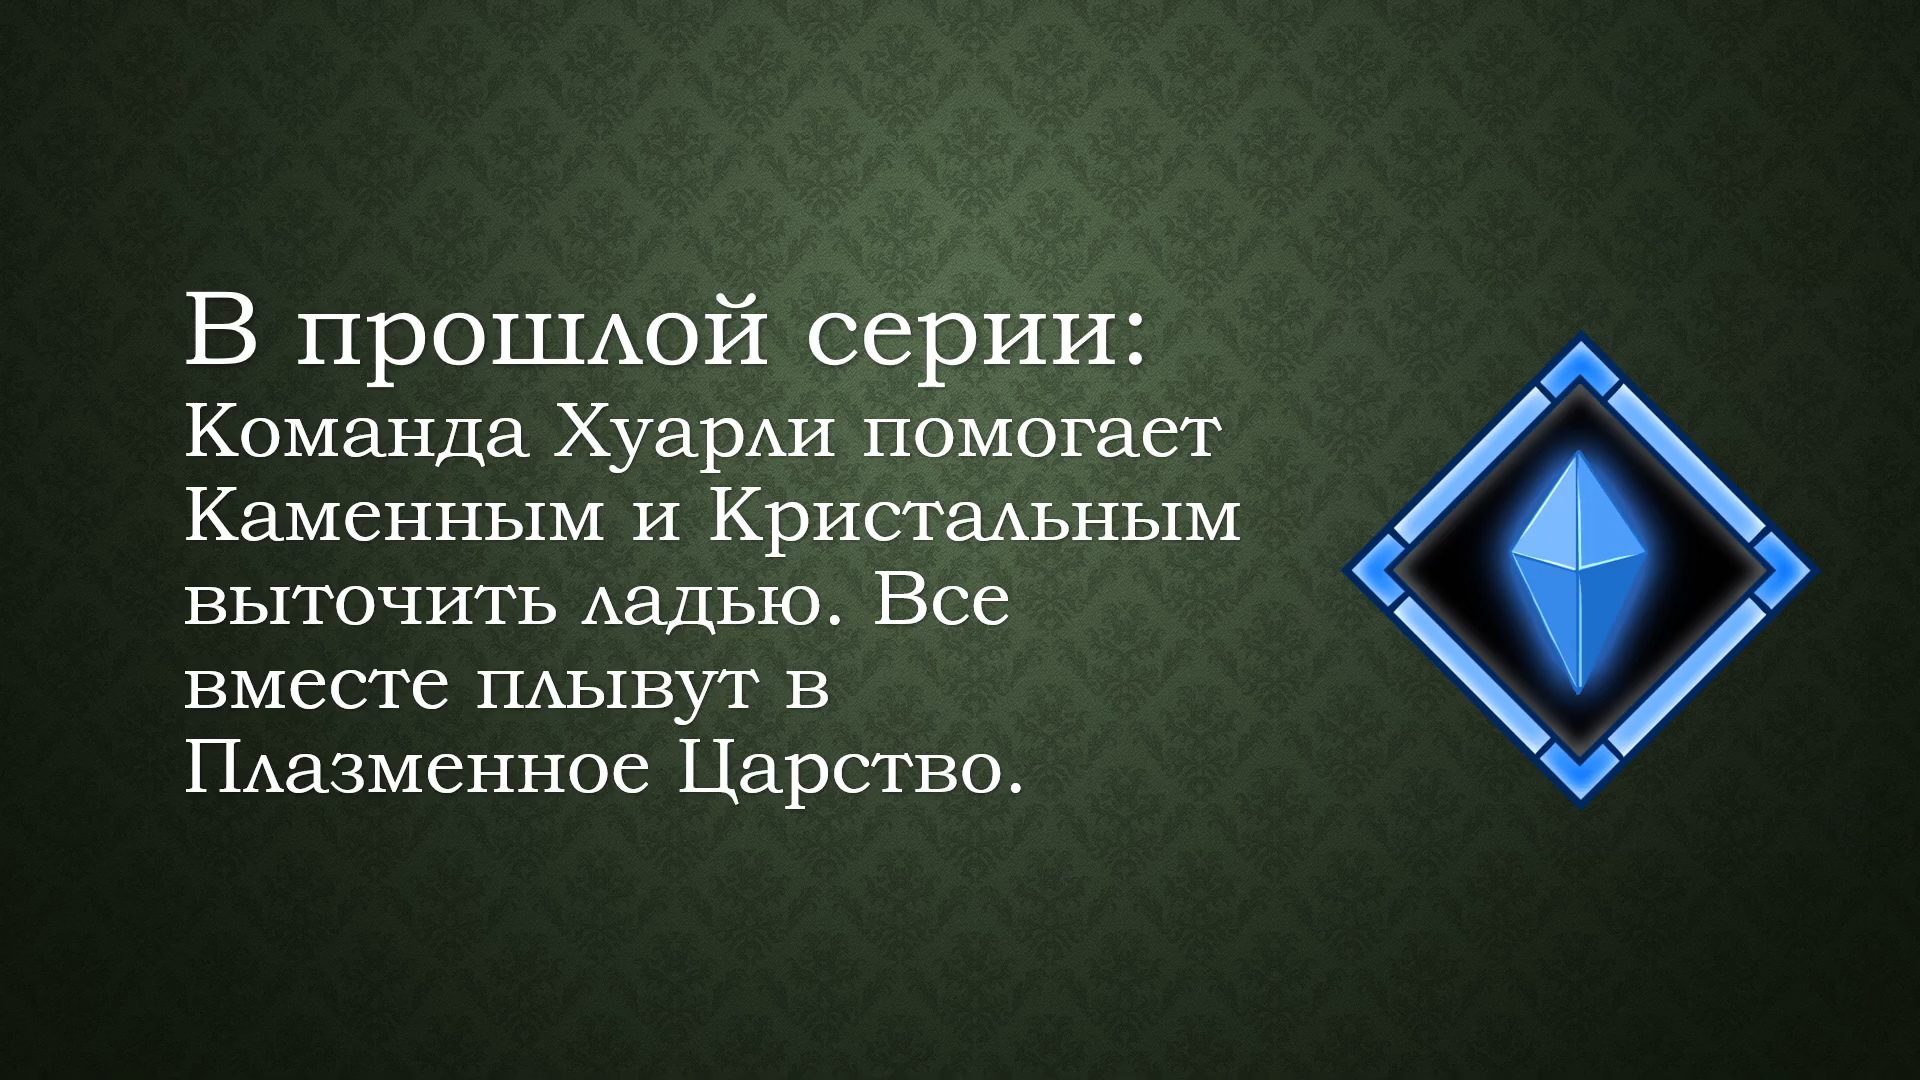 В прошлой серии:
Команда Хуарли помогает
Каменным и Кристальным
выточить ладью. Все
вместе плывут в
Плазменное Царство.